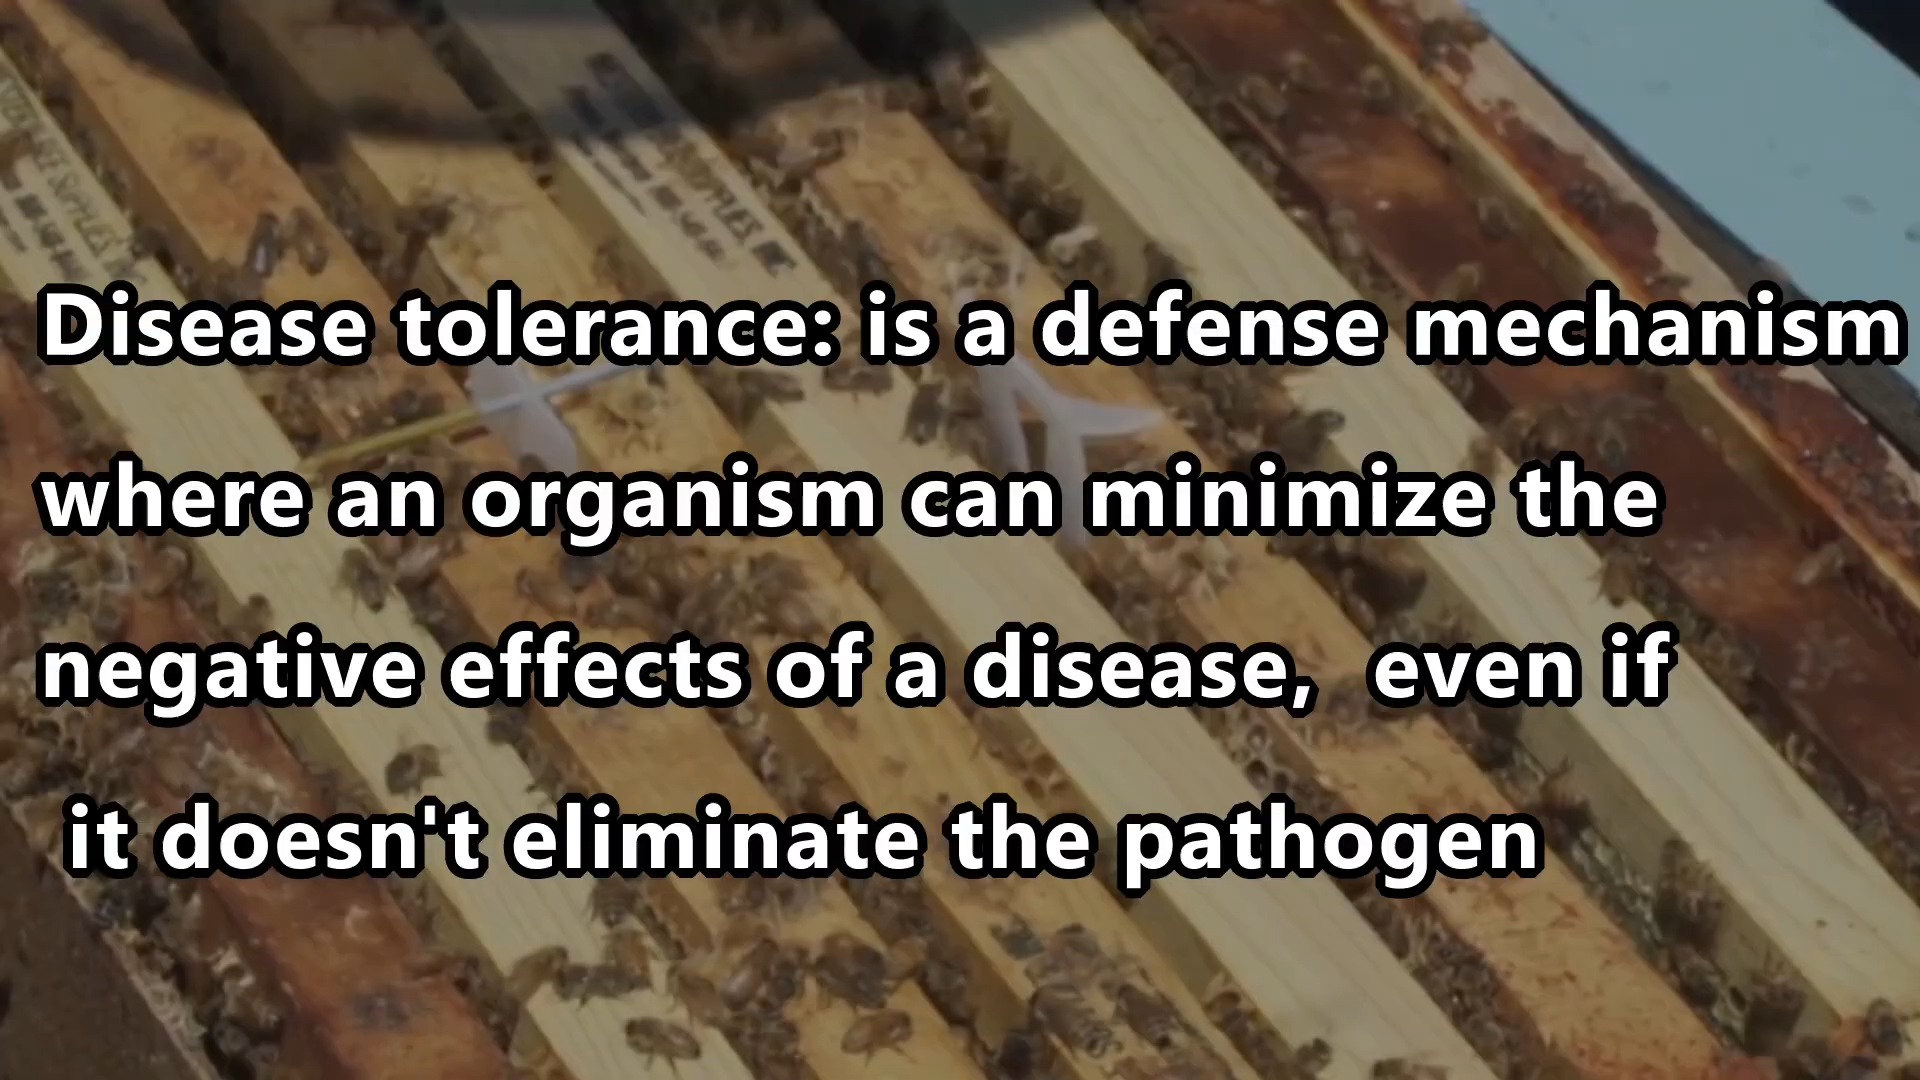 Disease tolerance: is a defense mechanism
where an organism can minimize the
negative effects of a disease,  even if
it doesn't eliminate the pathogen
SUPPLIES